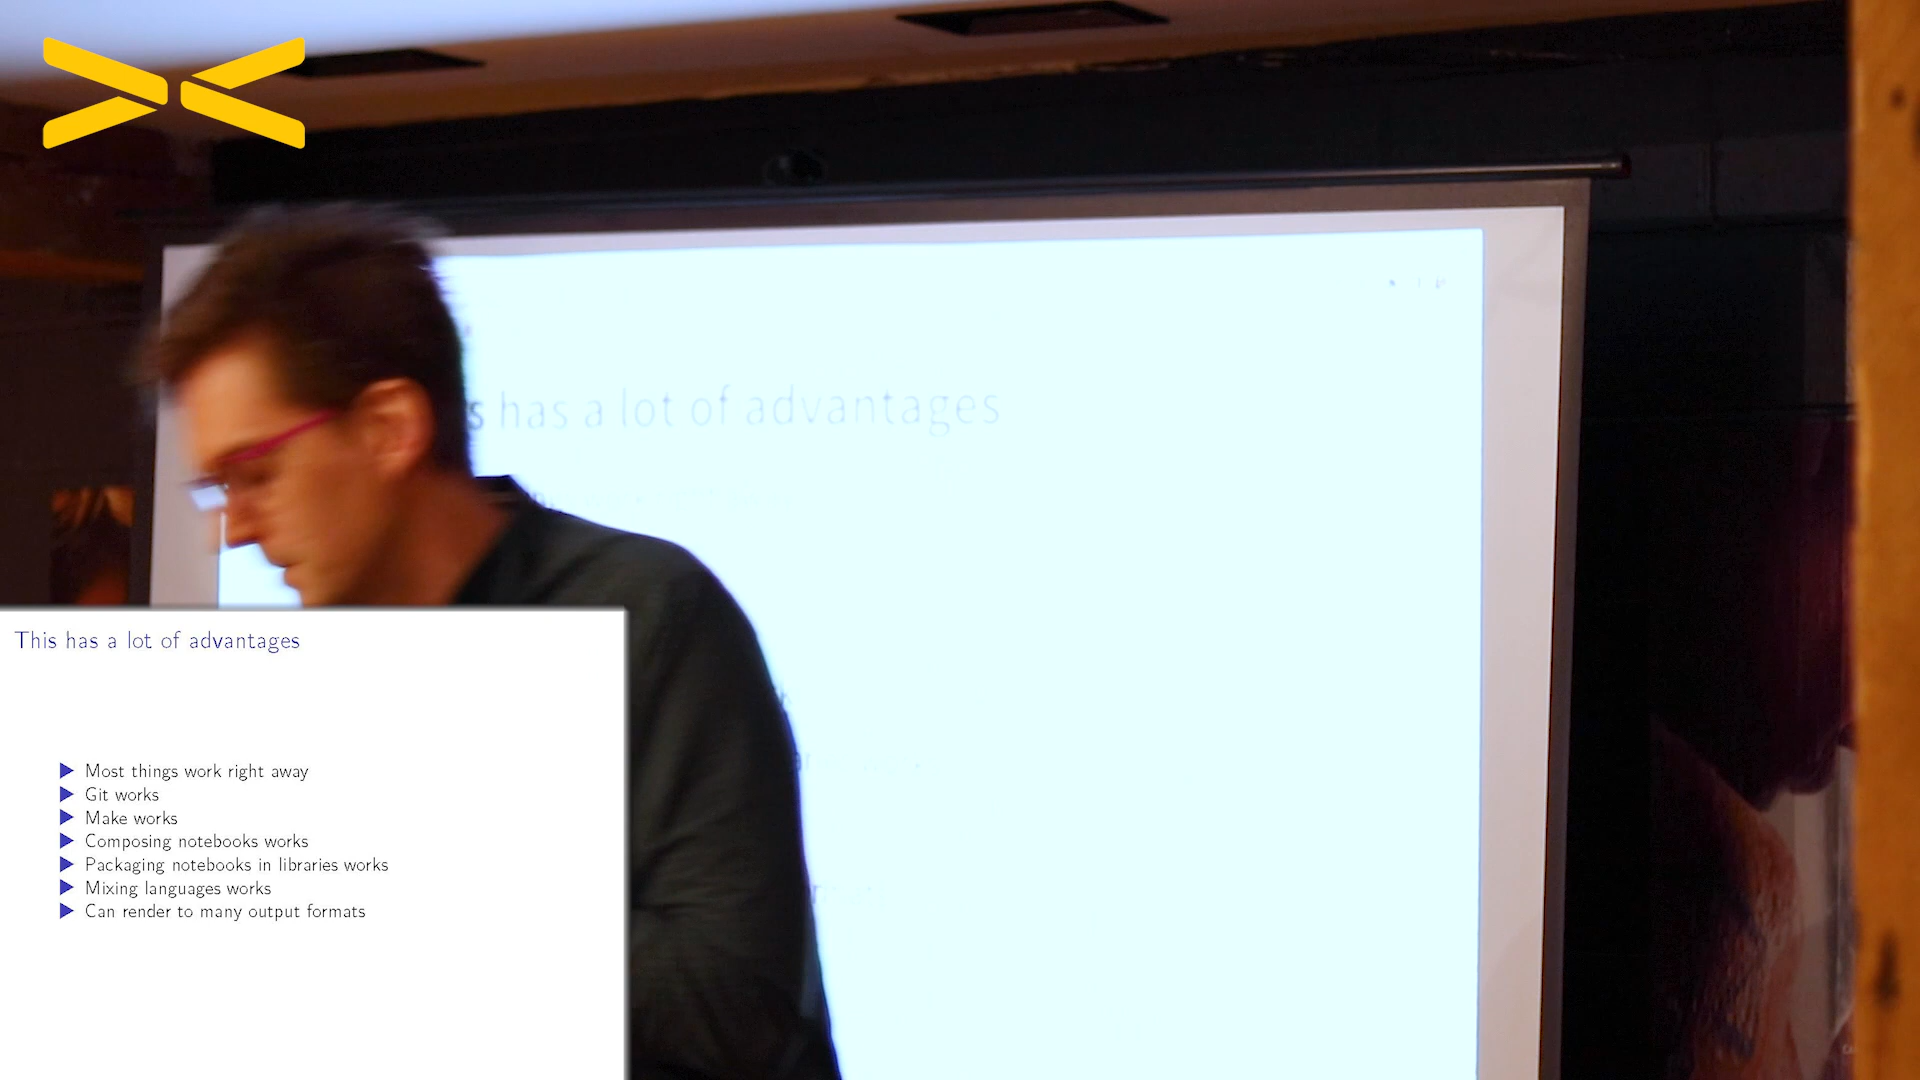 has a lot of advantages
This has a lot of advantages
Most things work right away
Git works
Make works
Composing notebooks works
Packaging notebooks in libraries works
Mixing languages works
Can render to many output formats